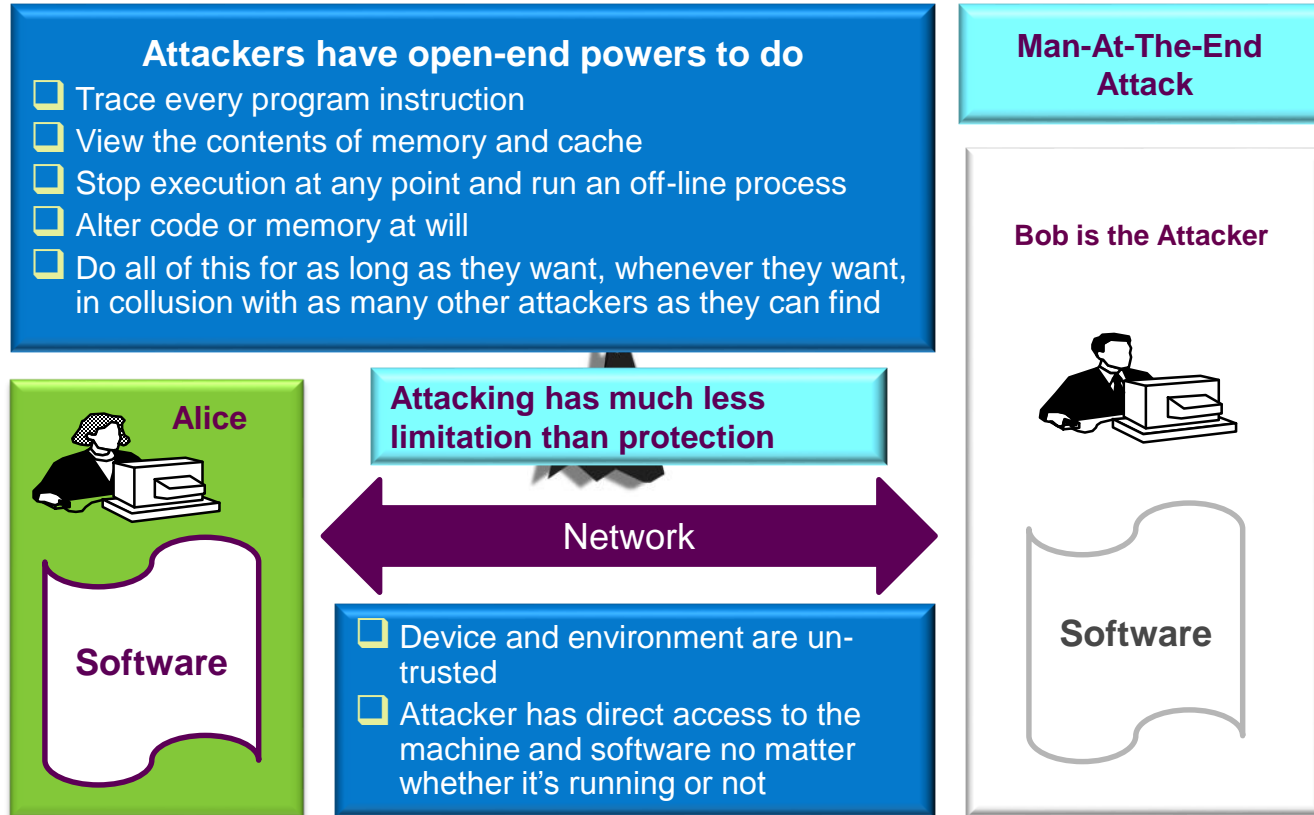 Attackers have open-end powers to do
Trace every program instruction
View the contents of memory and cache
Stop execution at any point and run an off-line process
Alter code or memory at will
Do all of this for as long as they want, whenever they want,
in collusion with as many other attackers as they can find
Man-At-The-End
Attack
Bob is the Attacker
Alice
Attacking has much less
limitation than protection
Network
Software
Device and environment are un-
trusted
Attacker has direct access to the
machine and software no matter
whether it's running or not
Software